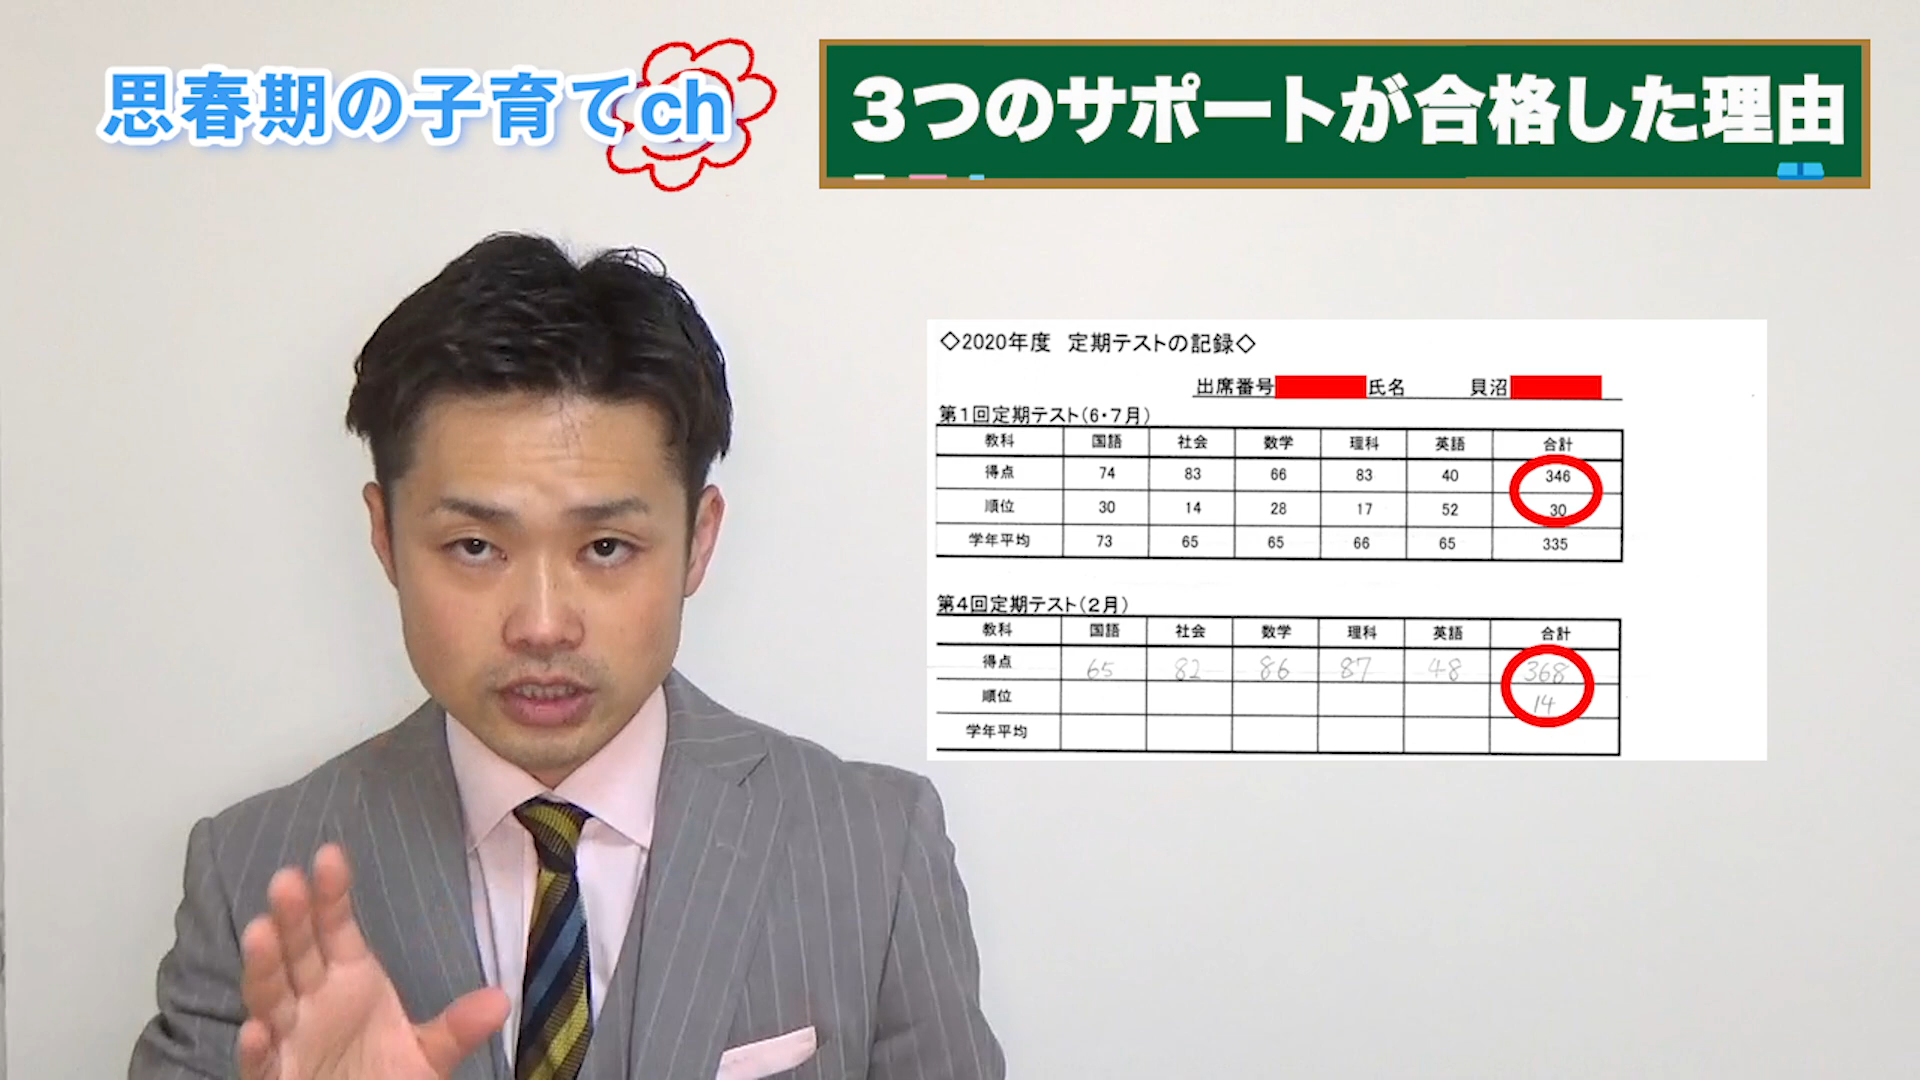 思春期の子育てch
3つのサポートが合格した理由
◇2020年度 定期テストの記録◇
出席番号 氏名 貝沼
第1回定期テスト(6・7月)
教科 国語 社会 数学 理科 英語 合計
得点 74 83 66 83 40 346
順位 30 14 28 17 52 30
学年平均 73 65 65 66 65 335
第4回定期テスト(2月)
教科 国語 社会 数学 理科 英語 合計
得点 65 82 86 87 48 368
順位 14
学年平均